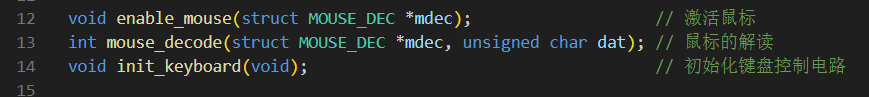 12 void enable_mouse(struct MOUSE_DEC *mdec); // 激活鼠标
13 int mouse_decode(struct MOUSE_DEC *mdec, unsigned char dat); // 鼠标的解读
14 void init_keyboard(void); // 初始化键盘控制电路
15